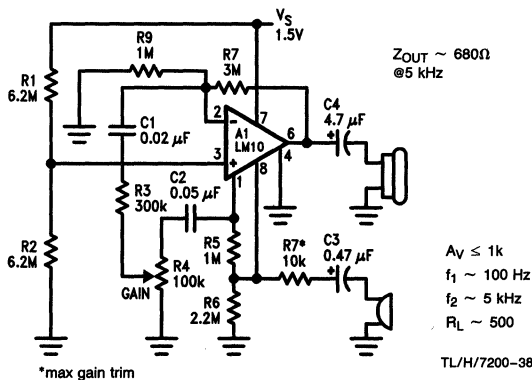 VS
1.5V
R9
1M
R7
3M
ZOUT ~ 680Ω
@5 kHz
R1
6.2M
C1
0.02 µF
2
−
7
A1
LM10
6
C4
4.7 µF
+
3
+
4
8
1
C2
0.05 µF
R3
300k
R2
6.2M
R4
100k
GAIN
R5
1M
R7*
10k
C3
0.47 µF
+
R6
2.2M
AV ≤ 1k
f1 ~ 100 Hz
f2 ~ 5 kHz
RL ~ 500
*max gain trim
TL/H/7200-38